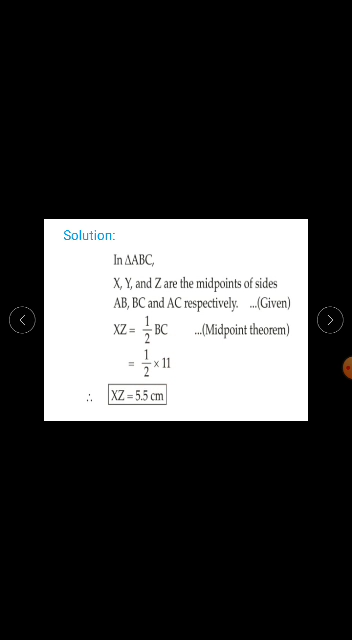 Solution:
In ΔABC,
X, Y, and Z are the midpoints of sides
AB, BC and AC respectively. ...(Given)
XZ = 1/2 BC ...(Midpoint theorem)
= 1/2 × 11
∴ XZ = 5.5 cm